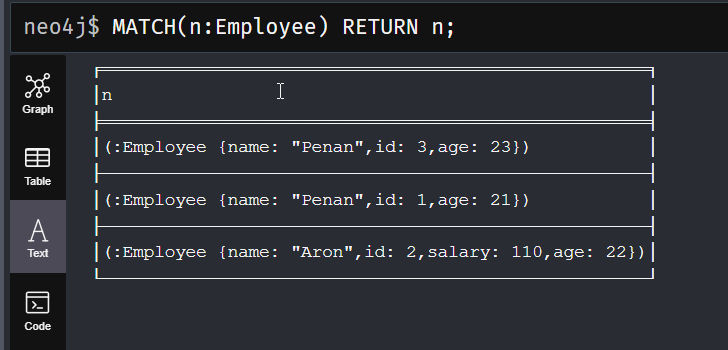 neo4j$ MATCH(n:Employee) RETURN n;
Graph
Table
Text
Code
n
(:Employee {name: "Penan",id: 3,age: 23})
(:Employee {name: "Penan",id: 1,age: 21})
(:Employee {name: "Aron",id: 2,salary: 110,age: 22})